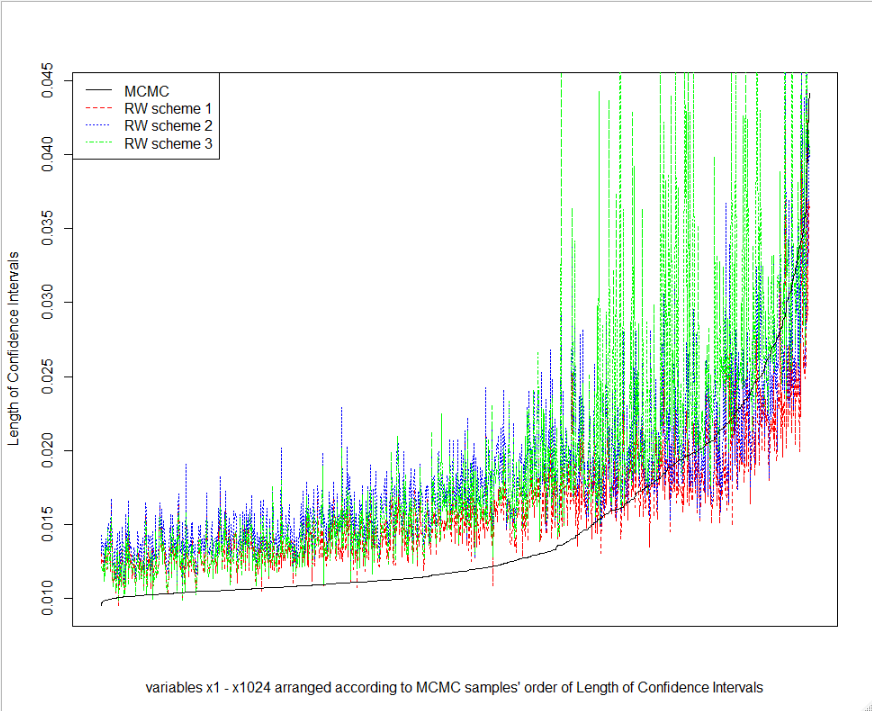 MCMC
RW scheme 1
RW scheme 2
RW scheme 3
0.045
0.040
0.035
0.030
0.025
0.020
0.015
0.010
Length of Confidence Intervals
variables x1 - x1024 arranged according to MCMC samples' order of Length of Confidence Intervals